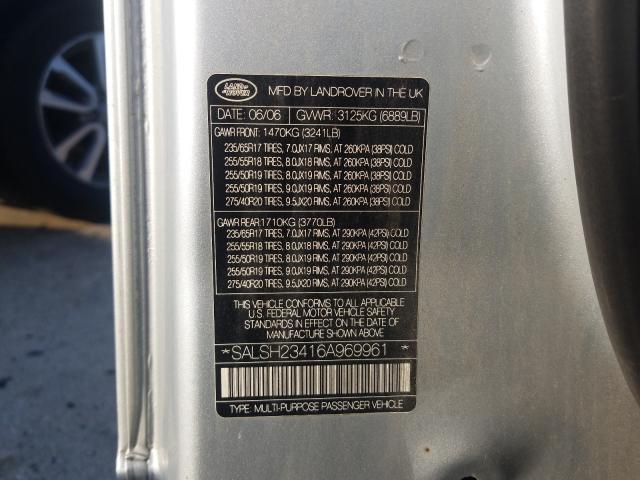 LAND-
ROVER
MFD BY LANDROVER IN THE UK
DATE: 06/06 GVWR: 3125KG (6889LB)
GAWR FRONT: 1470KG (3241LB)
235/65R17 TIRES, 7.0JX17 RIMS, AT 260KPA (38PSI) COLD
255/55R18 TIRES, 8.0JX18 RIMS, AT 260KPA (38PSI) COLD
255/50R19 TIRES, 8.0JX19 RIMS, AT 260KPA (38PSI) COLD
255/50R19 TIRES, 9.0JX19 RIMS, AT 260KPA (38PSI) COLD
275/40R20 TIRES, 9.5JX20 RIMS, AT 260KPA (38PSI) COLD
GAWR REAR: 1710KG (3770LB)
235/65R17 TIRES, 7.0JX17 RIMS, AT 290KPA (42PSI) COLD
255/55R18 TIRES, 8.0JX18 RIMS, AT 290KPA (42PSI) COLD
255/50R19 TIRES, 8.0JX19 RIMS, AT 290KPA (42PSI) COLD
255/50R19 TIRES, 9.0JX19 RIMS, AT 290KPA (42PSI) COLD
275/40R20 TIRES, 9.5JX20 RIMS, AT 290KPA (42PSI) COLD
THIS VEHICLE CONFORMS TO ALL APPLICABLE
U.S. FEDERAL MOTOR VEHICLE SAFETY
STANDARDS IN EFFECT ON THE DATE OF
MANUFACTURE SHOWN ABOVE.
*SALSH23416A969961*
TYPE: MULTI-PURPOSE PASSENGER VEHICLE